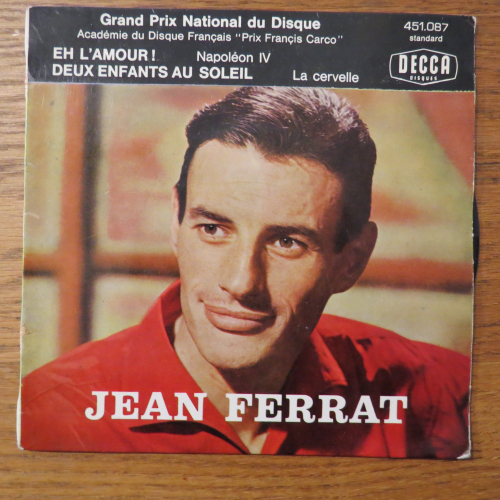 Grand Prix National du Disque
Académie du Disque Français "Prix Françis Carco"
EH L'AMOUR! Napoléon IV
DEUX ENFANTS AU SOLEIL La cervelle
451.087
standard
DECCA
DISQUES
JEAN FERRAT